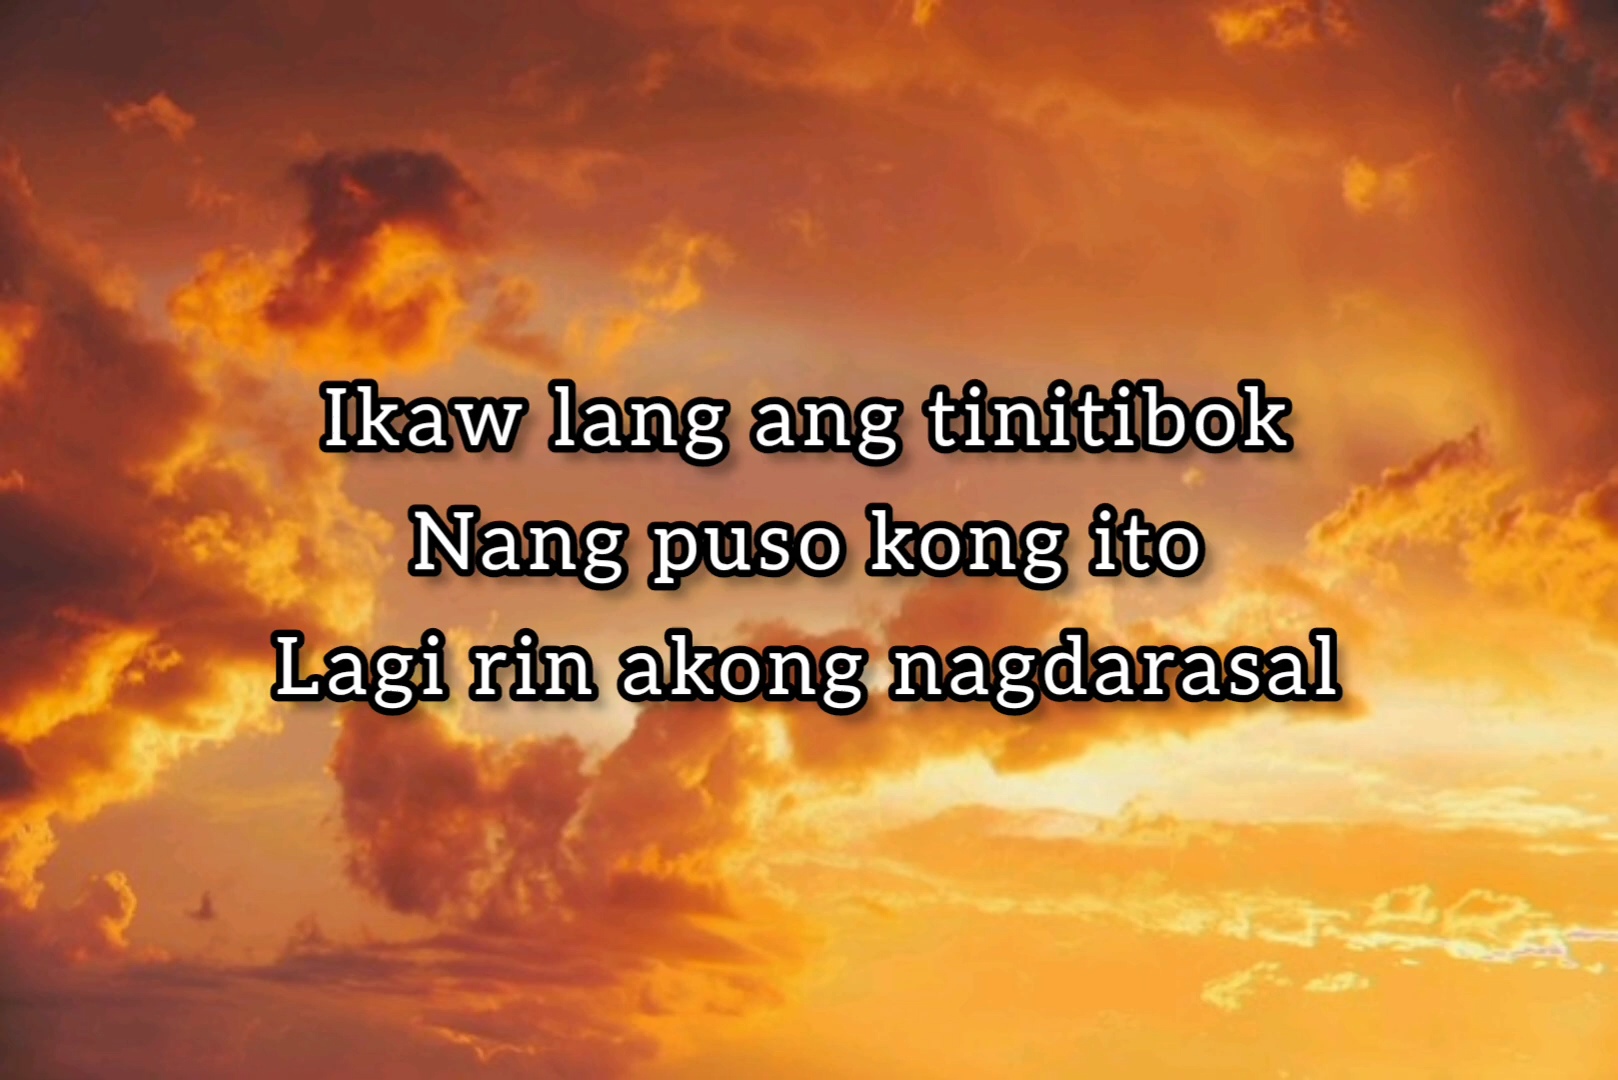 Ikaw lang ang tinitibok
Nang puso kong ito
Lagi rin akong nagdarasal